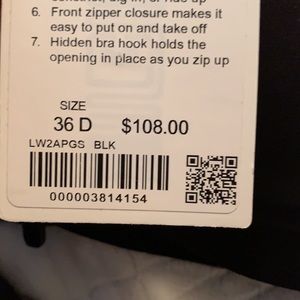 6. Front zipper closure makes it
easy to put on and take off
7. Hidden bra hook holds the
opening in place as you zip up
SIZE
36 D $108.00
LW2APGS BLK
000003814154